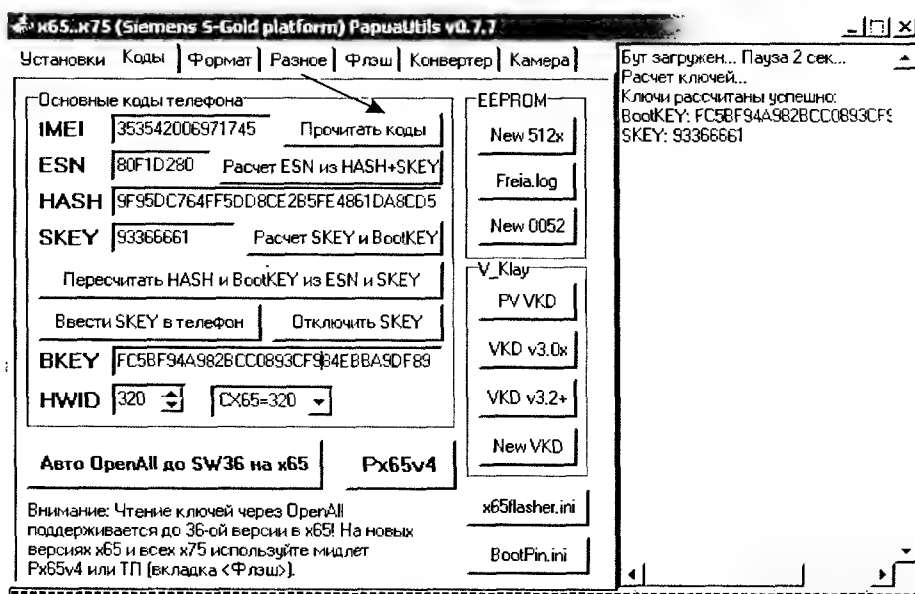 x65..x75 (Siemens S-Gold platform) PapuaUtils v0.7.7
Установки Коды Формат Разное Флэш Конвертер Камера
Основные коды телефона
IMEI 353542006971745 Прочитать коды
ESN 80F1D280 Расчет ESN из HASH+SKEY
HASH 9F95DC764FF5DD8CE2B5FE4861DA8CD5
SKEY 93366661 Расчет SKEY и BootKEY
Пересчитать HASH и BootKEY из ESN и SKEY
Ввести SKEY в телефон Отключить SKEY
BKEY FC5BF94A982BCC0893CF984EBBA9DF89
HWID 320 CX65=320
Авто OpenAll до SW36 на x65 Px65v4
Внимание: Чтение ключей через OpenAll
поддерживается до 36-ой версии в x65! На новых
версиях x65 и всех x75 используйте мидлет
Px65v4 или ТП (вкладка <Флэш>).
EEPROM
New 512x
Freia.log
New 0052
V_Klay
PV VKD
VKD v3.0x
VKD v3.2+
New VKD
x65flasher.ini
BootPin.ini
Бут загружен... Пауза 2 сек...
Расчет ключей...
Ключи рассчитаны успешно:
BootKEY: FC5BF94A982BCC0893CF9
SKEY: 93366661